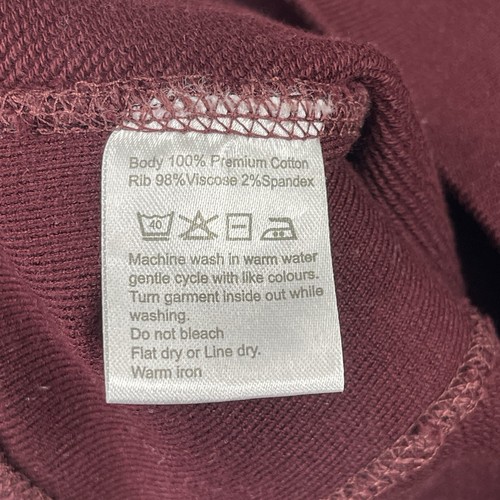 Body 100% Premium Cotton
Rib 98%Viscose 2%Spandex
40
Machine wash in warm water
gentle cycle with like colours.
Turn garment inside out while
washing.
Do not bleach
Flat dry or Line dry.
Warm iron